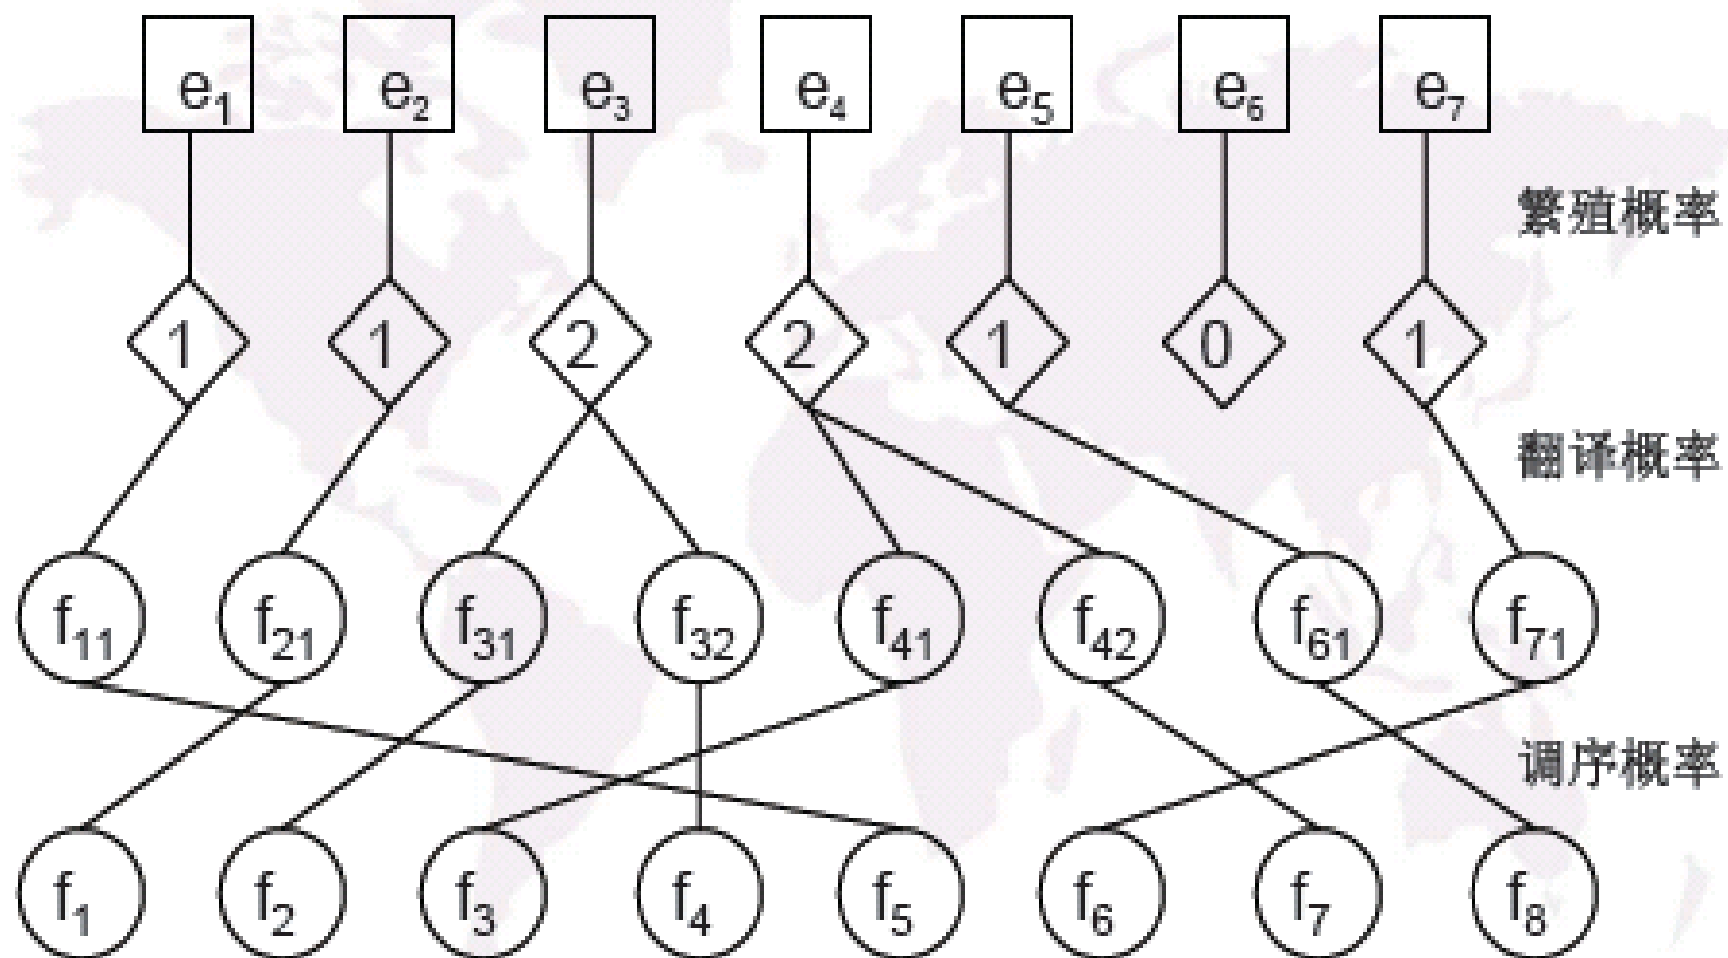 e₁ e₂ e₃ e₄ e₅ e₆ e₇
繁殖概率
1 1 2 2 1 0 1
翻译概率
f₁₁ f₂₁ f₃₁ f₃₂ f₄₁ f₄₂ f₆₁ f₇₁
调序概率
f₁ f₂ f₃ f₄ f₅ f₆ f₇ f₈